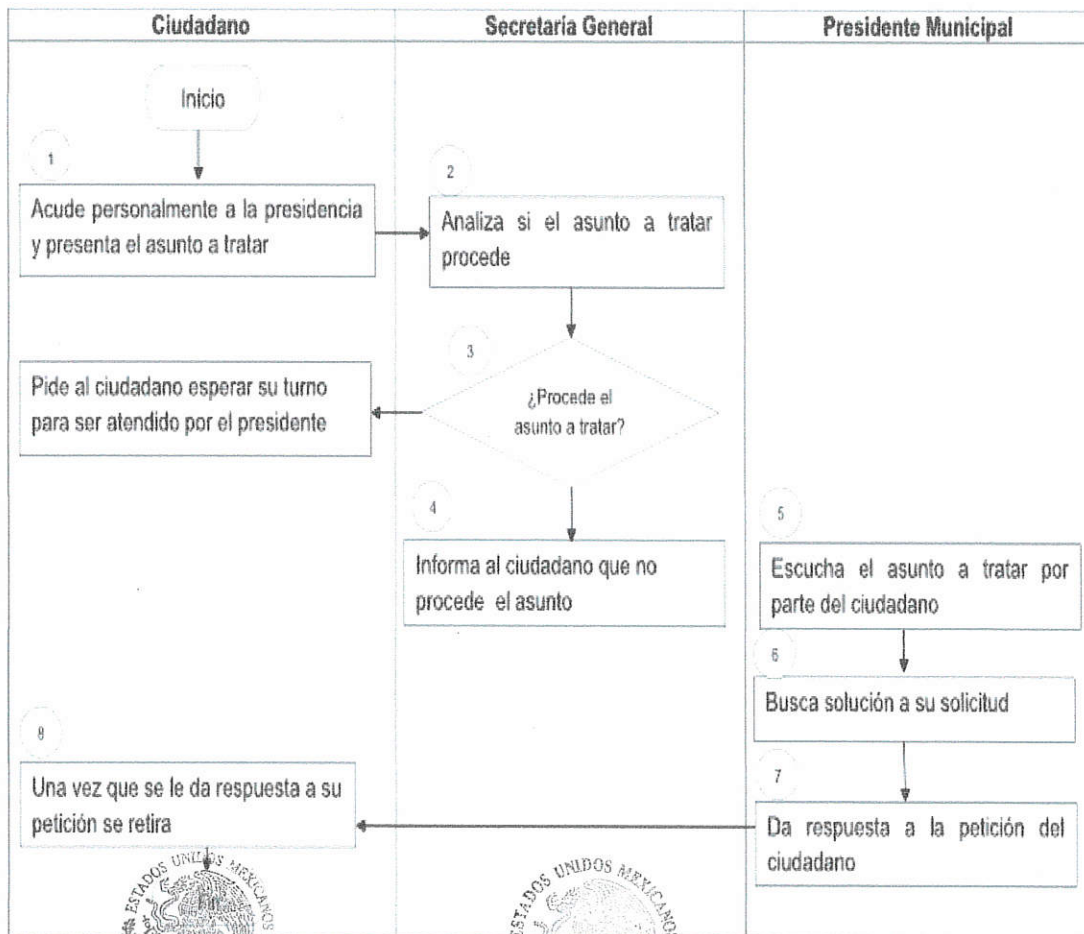 Ciudadano
Secretaria General
Presidente Municipal
Inicio
1
Acude personalmente a la presidencia
y presenta el asunto a tratar
2
Analiza si el asunto a tratar
procede
3
¿Procede el
asunto a tratar?
Pide al ciudadano esperar su turno
para ser atendido por el presidente
4
Informa al ciudadano que no
procede el asunto
5
Escucha el asunto a tratar por
parte del ciudadano
6
Busca solución a su solicitud
7
Da respuesta a la petición del
ciudadano
8
Una vez que se le da respuesta a su
petición se retira
Fin
ESTADOS UNIDOS MEXICANOS
ESTADOS UNIDOS MEXICANO